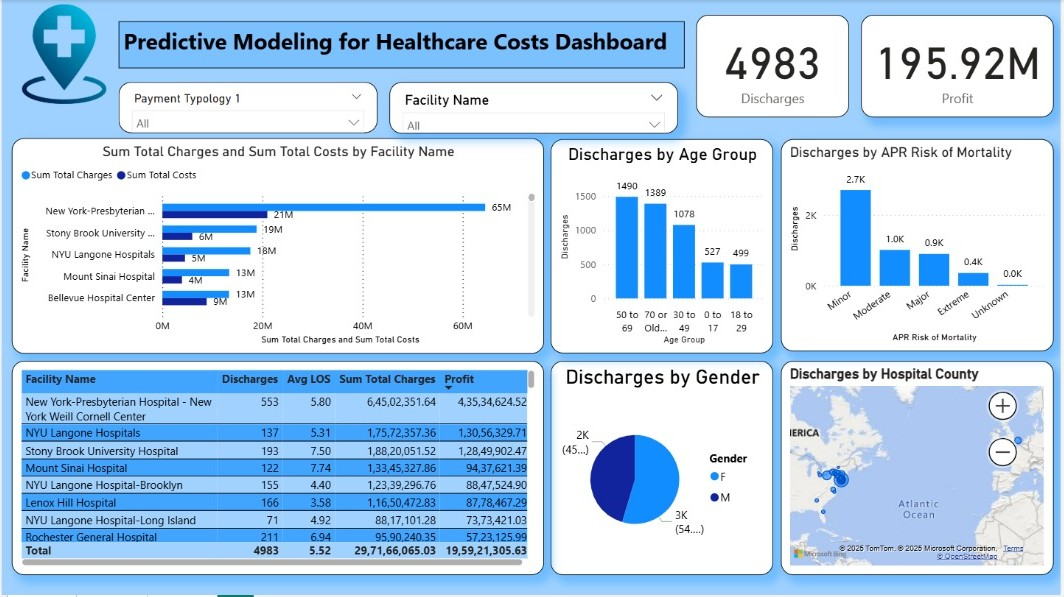 Predictive Modeling for Healthcare Costs Dashboard
4983
Discharges
195.92M
Profit
Payment Typology 1
All
Facility Name
All
Sum Total Charges and Sum Total Costs by Facility Name
Sum Total Charges Sum Total Costs
Facility Name
New York-Presbyterian ... 65M
21M
Stony Brook University ... 19M
6M
NYU Langone Hospitals 18M
5M
Mount Sinai Hospital 13M
4M
Bellevue Hospital Center 13M
9M
0M 20M 40M 60M
Sum Total Charges and Sum Total Costs
Discharges by Age Group
Discharges
1500
1000
500
0
1490 1389 1078 527 499
50 to 69
70 or Old...
30 to 49
0 to 17
18 to 29
Age Group
Discharges by APR Risk of Mortality
Discharges
2K
0K
2.7K 1.0K 0.9K 0.4K 0.0K
Minor Moderate Major Extreme Unknown
APR Risk of Mortality
Facility Name Discharges Avg LOS Sum Total Charges Profit
New York-Presbyterian Hospital - New 553 5.80 6,45,02,351.64 4,35,34,624.52
York Weill Cornell Center
NYU Langone Hospitals 137 5.31 1,75,72,357.36 1,30,56,329.71
Stony Brook University Hospital 193 7.50 1,88,20,051.52 1,28,49,902.47
Mount Sinai Hospital 122 7.74 1,33,45,327.86 94,37,621.39
NYU Langone Hospital-Brooklyn 155 4.40 1,23,39,296.76 88,47,524.90
Lenox Hill Hospital 166 3.58 1,16,50,472.83 87,78,467.29
NYU Langone Hospital-Long Island 71 4.92 88,17,101.28 73,73,421.03
Rochester General Hospital 211 6.94 95,90,240.35 57,23,125.99
Total 4983 5.52 29,71,66,065.03 19,59,21,305.63
Discharges by Gender
2K
(45...)
3K
(54....)
Gender
F
M
Discharges by Hospital County
IERICA
Atlantic
Ocean
Microsoft Bing
© 2025 TomTom, © 2025 Microsoft Corporation, Terms
© OpenStreetMap